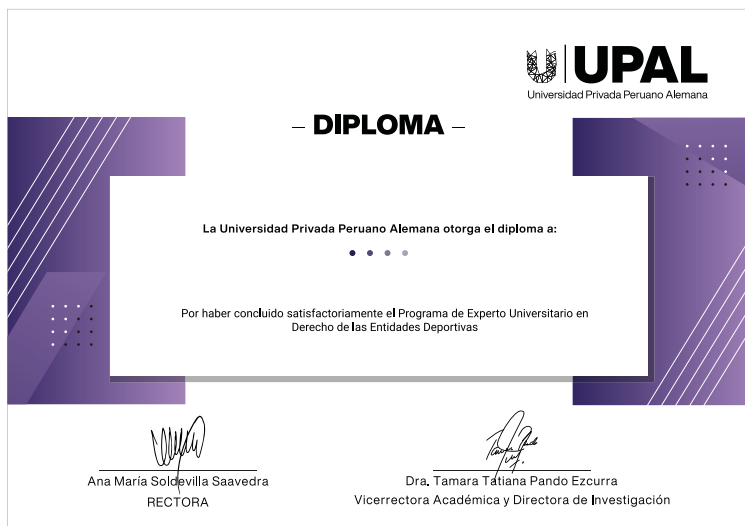 UPAL
Universidad Privada Peruano Alemana
– DIPLOMA –
La Universidad Privada Peruano Alemana otorga el diploma a:
Por haber concluido satisfactoriamente el Programa de Experto Universitario en
Derecho de las Entidades Deportivas
Ana María Soldevilla Saavedra
RECTORA
Dra. Tamara Tatiana Pando Ezcurra
Vicerrectora Académica y Directora de Investigación